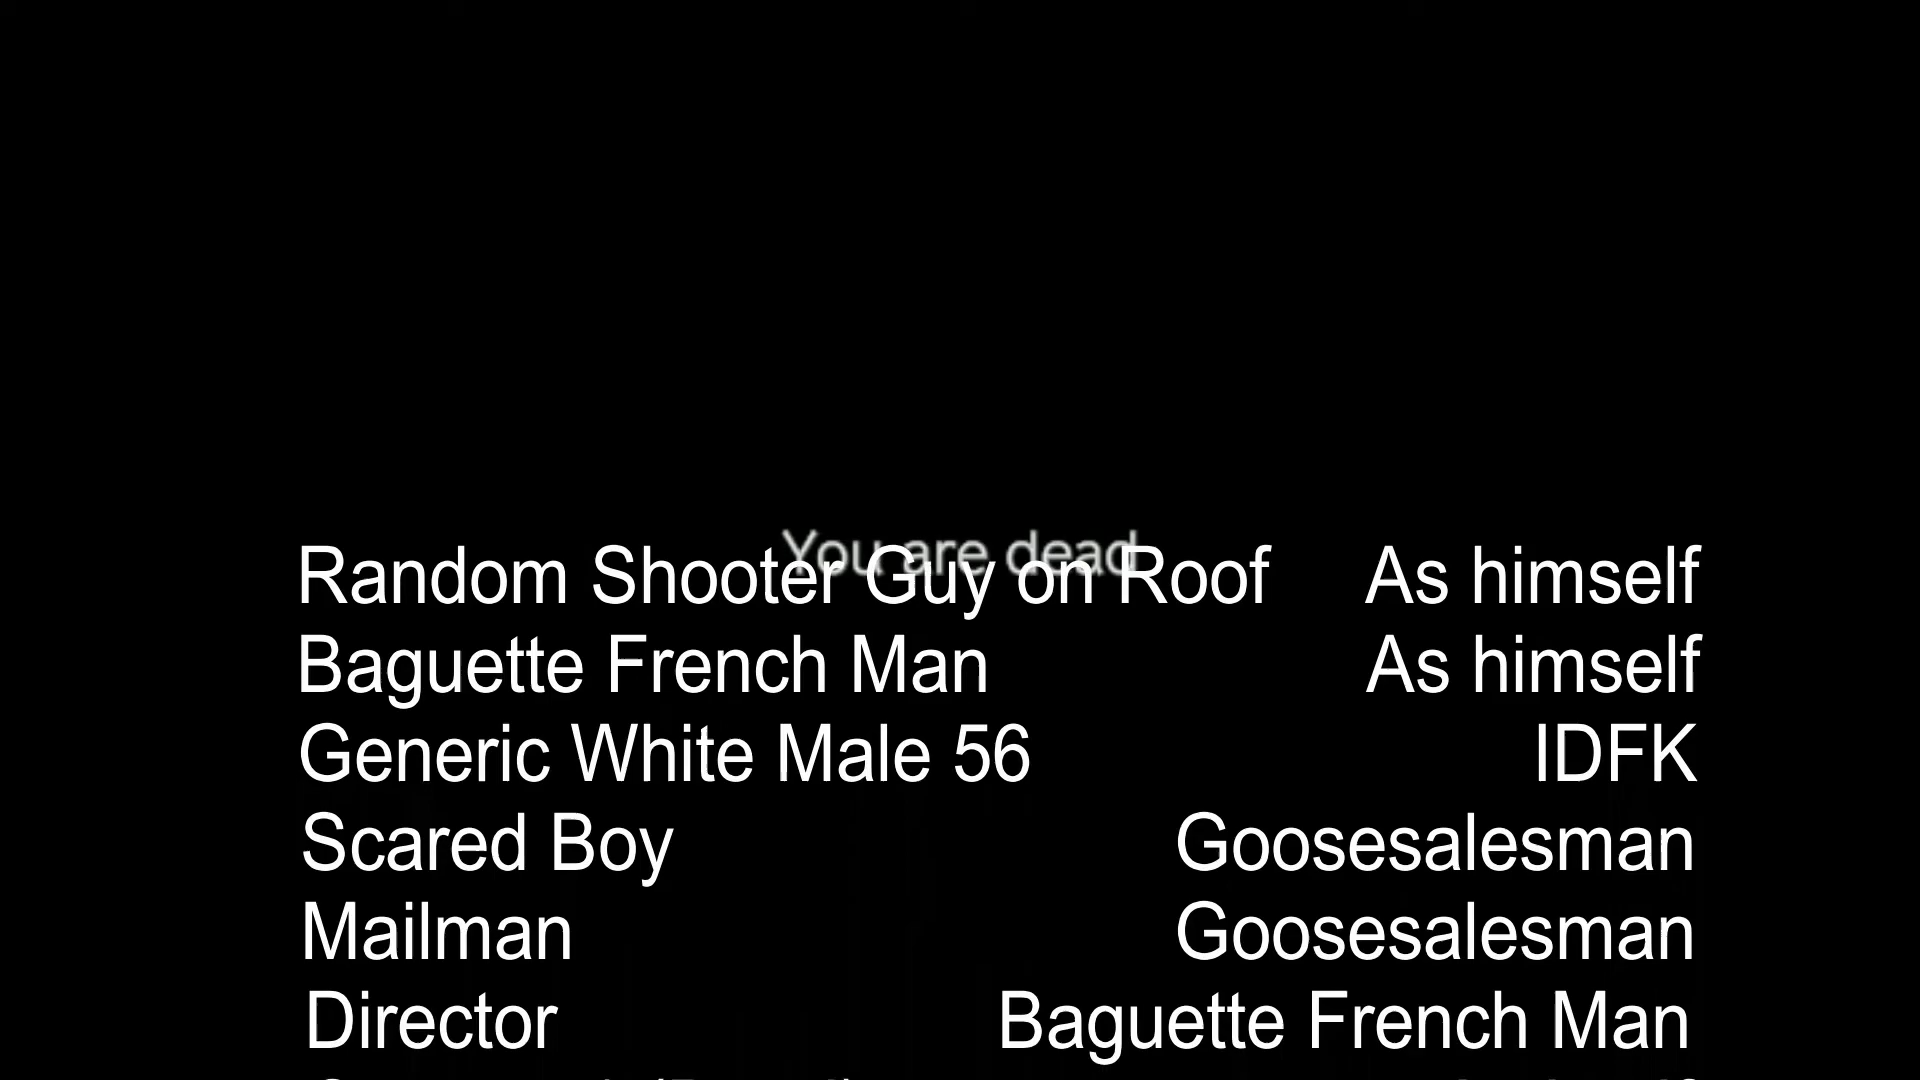 You are dead
Random Shooter Guy on Roof As himself
Baguette French Man As himself
Generic White Male 56 IDFK
Scared Boy Goosesalesman
Mailman Goosesalesman
Director Baguette French Man